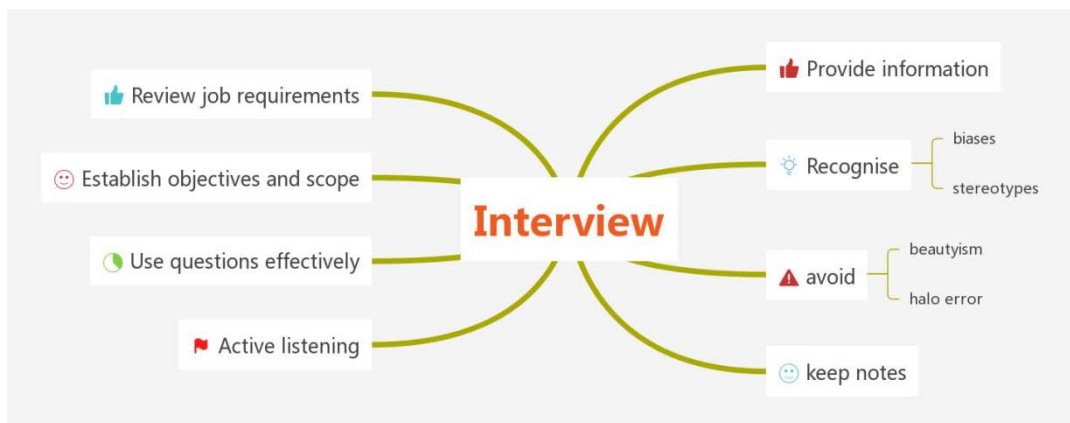 Interview
Review job requirements
Establish objectives and scope
Use questions effectively
Active listening
Provide information
Recognise
biases
stereotypes
avoid
beautyism
halo error
keep notes